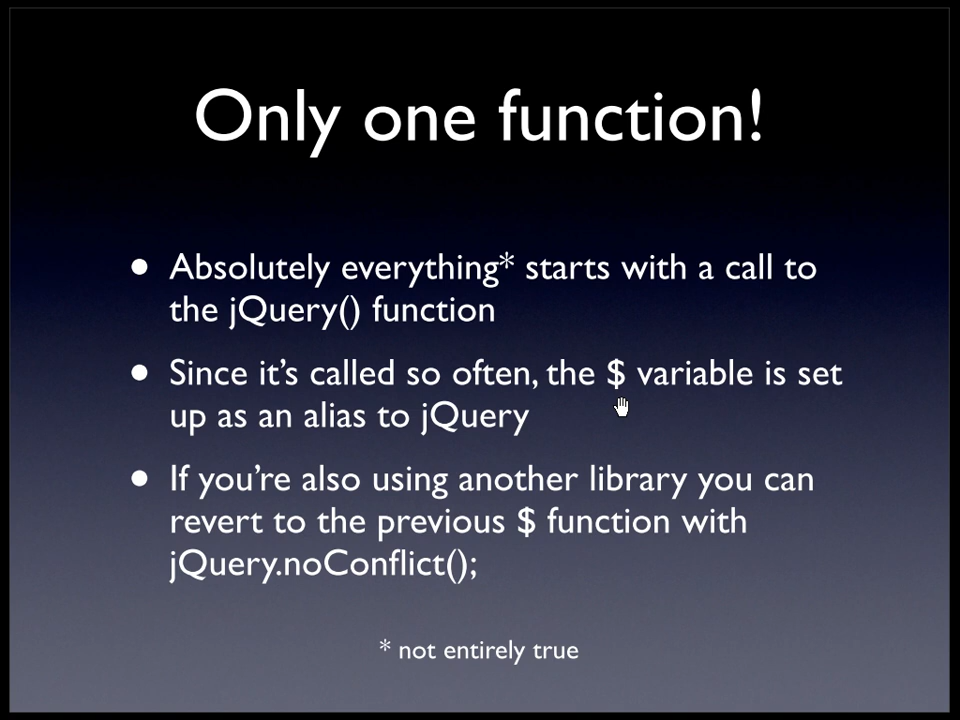 Only one function!
• Absolutely everything* starts with a call to
the jQuery() function
• Since it’s called so often, the $ variable is set
up as an alias to jQuery
• If you’re also using another library you can
revert to the previous $ function with
jQuery.noConflict();
* not entirely true